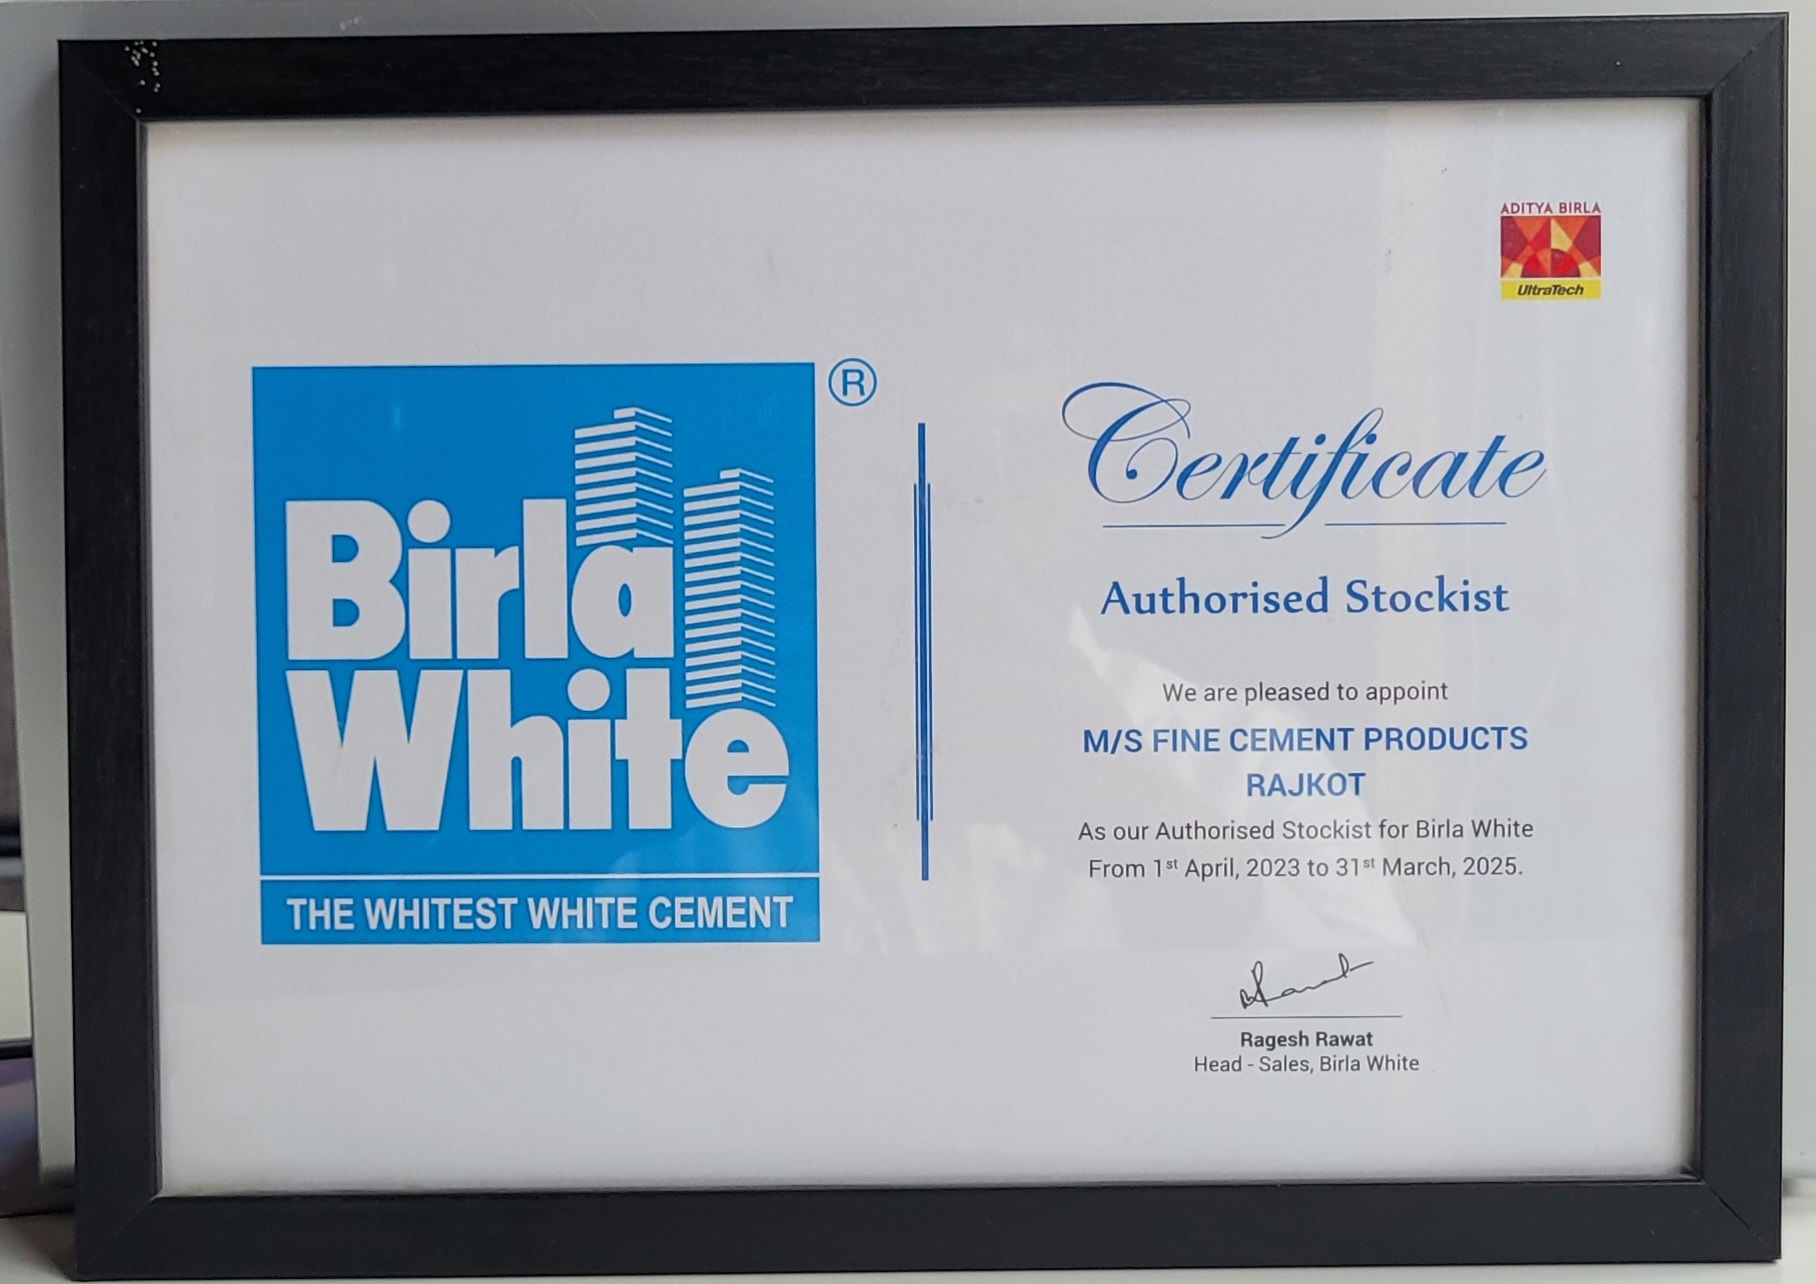 ADITYA BIRLA
UltraTech
Birla
White
®
THE WHITEST WHITE CEMENT
Certificate
Authorised Stockist
We are pleased to appoint
M/S FINE CEMENT PRODUCTS
RAJKOT
As our Authorised Stockist for Birla White
From 1st April, 2023 to 31st March, 2025.
Ragesh Rawat
Head - Sales, Birla White